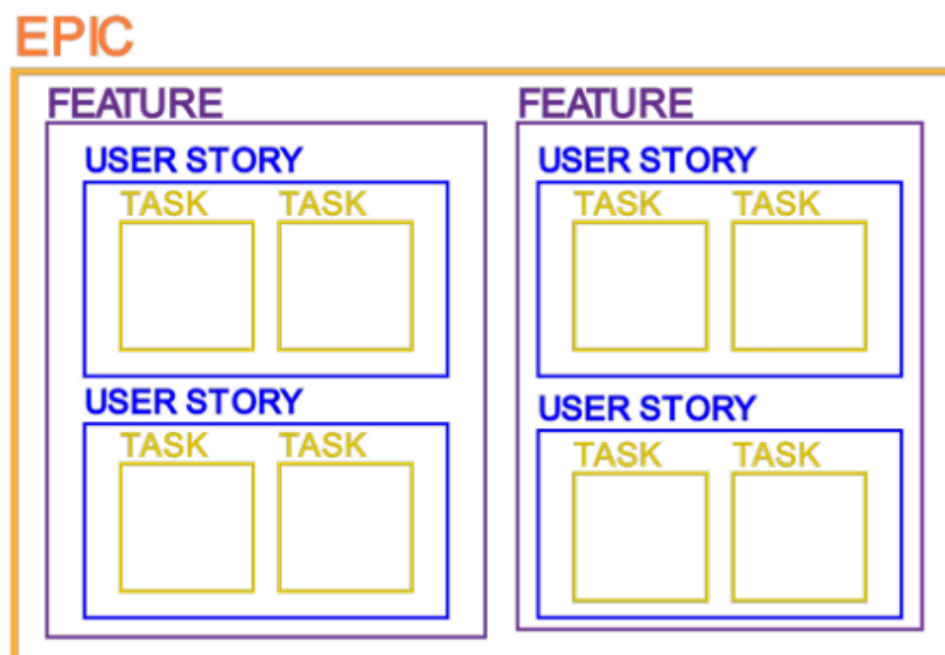 EPIC
FEATURE FEATURE
USER STORY USER STORY
TASK TASK TASK TASK
USER STORY USER STORY
TASK TASK TASK TASK